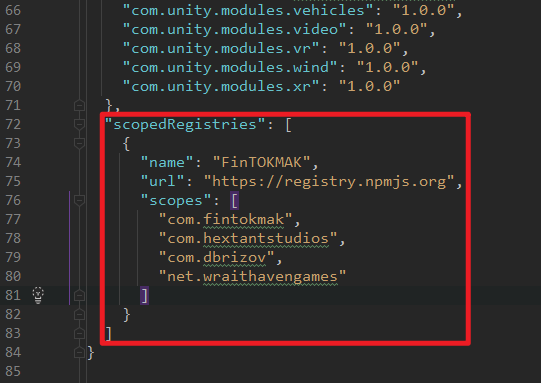 66 "com.unity.modules.vehicles": "1.0.0",
67 "com.unity.modules.video": "1.0.0",
68 "com.unity.modules.vr": "1.0.0",
69 "com.unity.modules.wind": "1.0.0",
70 "com.unity.modules.xr": "1.0.0"
71 },
72 "scopedRegistries": [
73 {
74 "name": "FinTOKMAK",
75 "url": "https://registry.npmjs.org",
76 "scopes": [
77 "com.fintokmak",
78 "com.hextantstudios",
79 "com.dbrizov",
80 "net.wraithavengames"
81 ]
82 }
83 ]
84 }
85